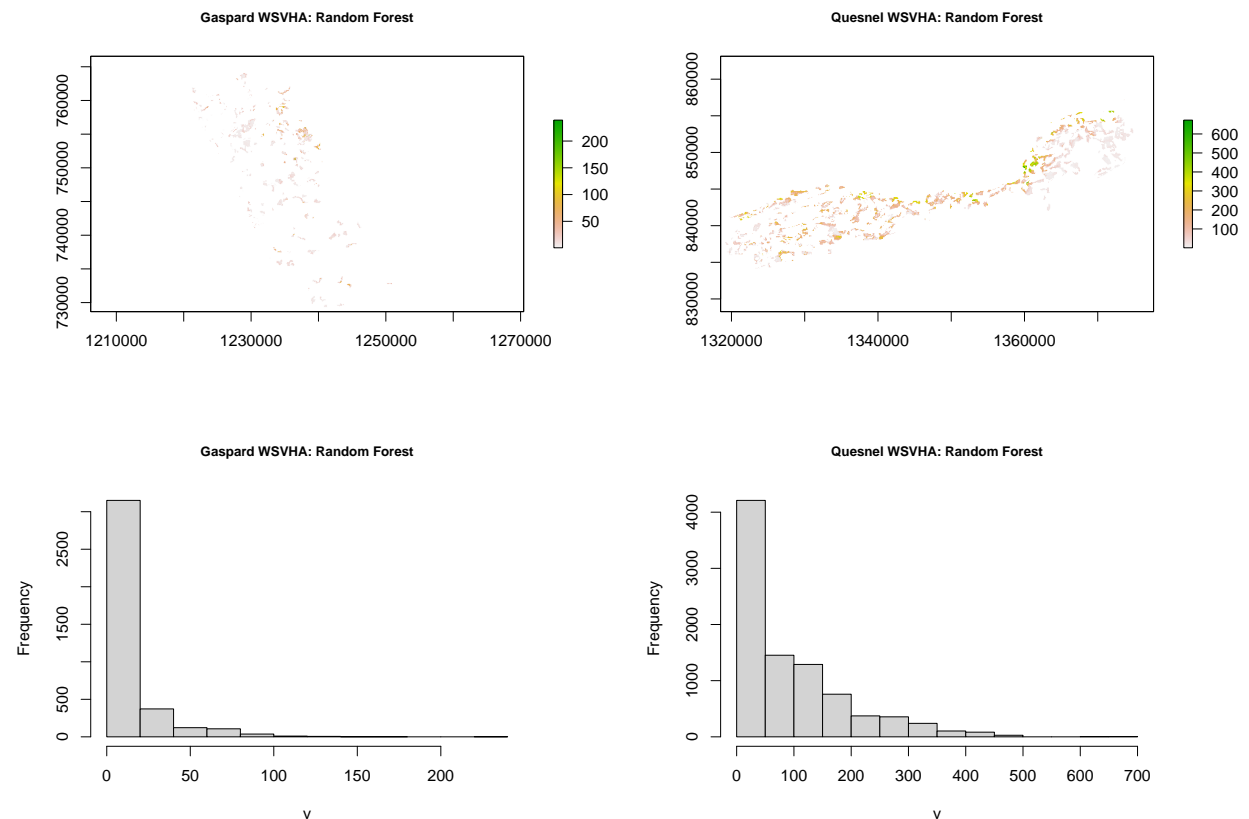 Gaspard WSVHA: Random Forest
760000
750000
740000
730000
1210000 1230000 1250000 1270000
200
150
100
50
Quesnel WSVHA: Random Forest
860000
850000
840000
830000
1320000 1340000 1360000
600
500
400
300
200
100
Gaspard WSVHA: Random Forest
Frequency
2500
1500
500
0
0 50 100 150 200
v
Quesnel WSVHA: Random Forest
Frequency
4000
3000
2000
1000
0
0 100 200 300 400 500 600 700
v